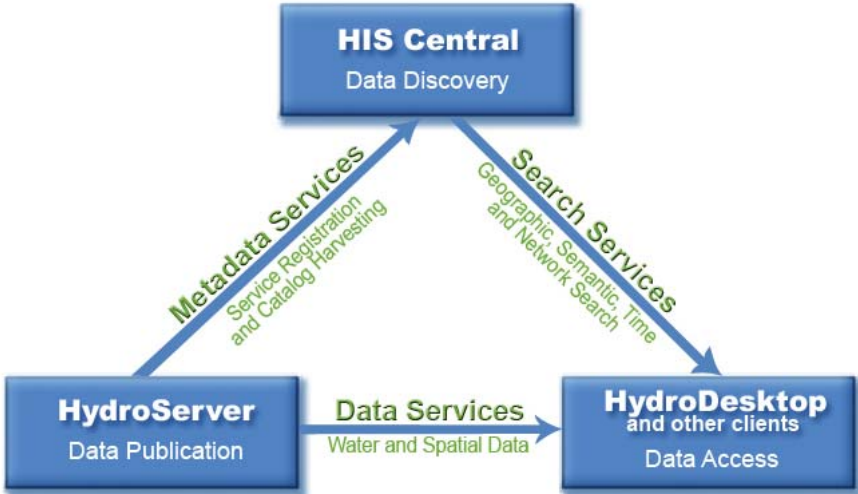 HIS Central
Data Discovery
Metadata Services
Service Registration
and Catalog Harvesting
Search Services
Geographic, Semantic, Time
and Network Search
HydroServer
Data Publication
Data Services
Water and Spatial Data
HydroDesktop
and other clients
Data Access